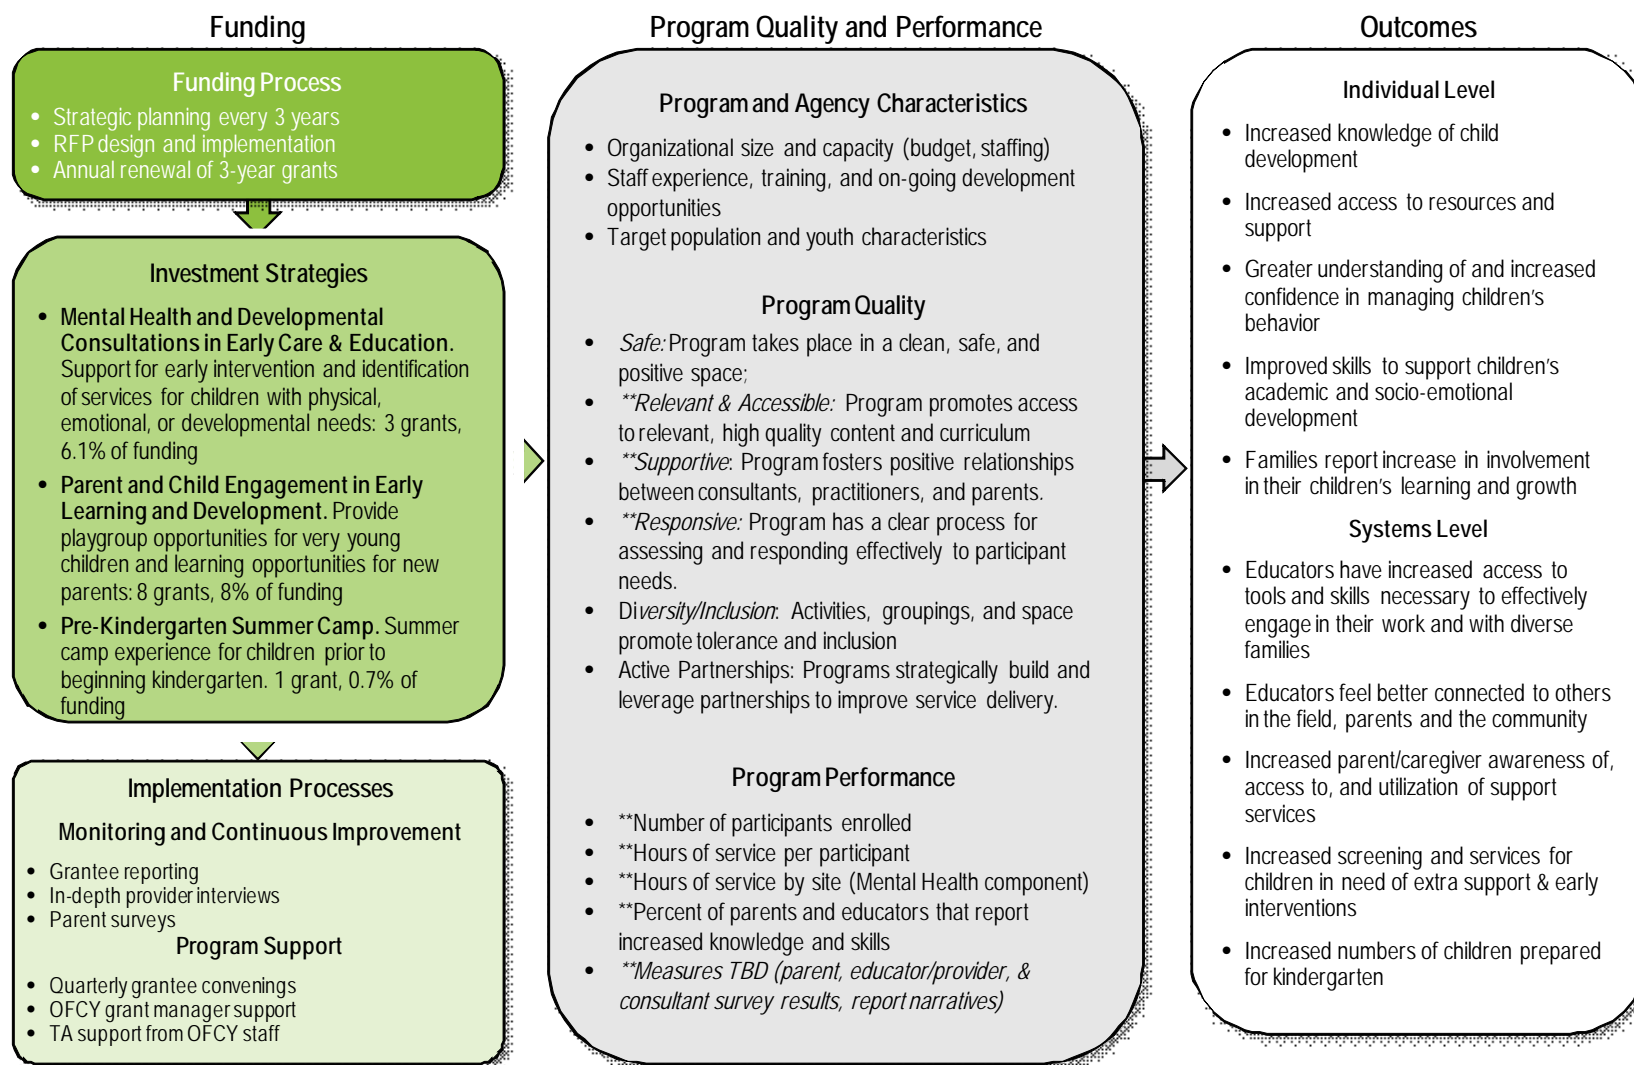 Funding
Funding Process
• Strategic planning every 3 years
• RFP design and implementation
• Annual renewal of 3-year grants
Investment Strategies
• Mental Health and Developmental
Consultations in Early Care & Education.
Support for early intervention and identification
of services for children with physical,
emotional, or developmental needs: 3 grants,
6.1% of funding
• Parent and Child Engagement in Early
Learning and Development. Provide
playgroup opportunities for very young
children and learning opportunities for new
parents: 8 grants, 8% of funding
• Pre-Kindergarten Summer Camp. Summer
camp experience for children prior to
beginning kindergarten. 1 grant, 0.7% of
funding
Implementation Processes
Monitoring and Continuous Improvement
• Grantee reporting
• In-depth provider interviews
• Parent surveys
Program Support
• Quarterly grantee convenings
• OFCY grant manager support
• TA support from OFCY staff
Program Quality and Performance
Program and Agency Characteristics
• Organizational size and capacity (budget, staffing)
• Staff experience, training, and on-going development
opportunities
• Target population and youth characteristics
Program Quality
• Safe: Program takes place in a clean, safe, and
positive space;
• **Relevant & Accessible: Program promotes access
to relevant, high quality content and curriculum
• **Supportive: Program fosters positive relationships
between consultants, practitioners, and parents.
• **Responsive: Program has a clear process for
assessing and responding effectively to participant
needs.
• Diversity/Inclusion: Activities, groupings, and space
promote tolerance and inclusion
• Active Partnerships: Programs strategically build and
leverage partnerships to improve service delivery.
Program Performance
• **Number of participants enrolled
• **Hours of service per participant
• **Hours of service by site (Mental Health component)
• **Percent of parents and educators that report
increased knowledge and skills
• **Measures TBD (parent, educator/provider, &
consultant survey results, report narratives)
Outcomes
Individual Level
• Increased knowledge of child
development
• Increased access to resources and
support
• Greater understanding of and increased
confidence in managing children's
behavior
• Improved skills to support children's
academic and socio-emotional
development
• Families report increase in involvement
in their children's learning and growth
Systems Level
• Educators have increased access to
tools and skills necessary to effectively
engage in their work and with diverse
families
• Educators feel better connected to others
in the field, parents and the community
• Increased parent/caregiver awareness of,
access to, and utilization of support
services
• Increased screening and services for
children in need of extra support & early
interventions
• Increased numbers of children prepared
for kindergarten